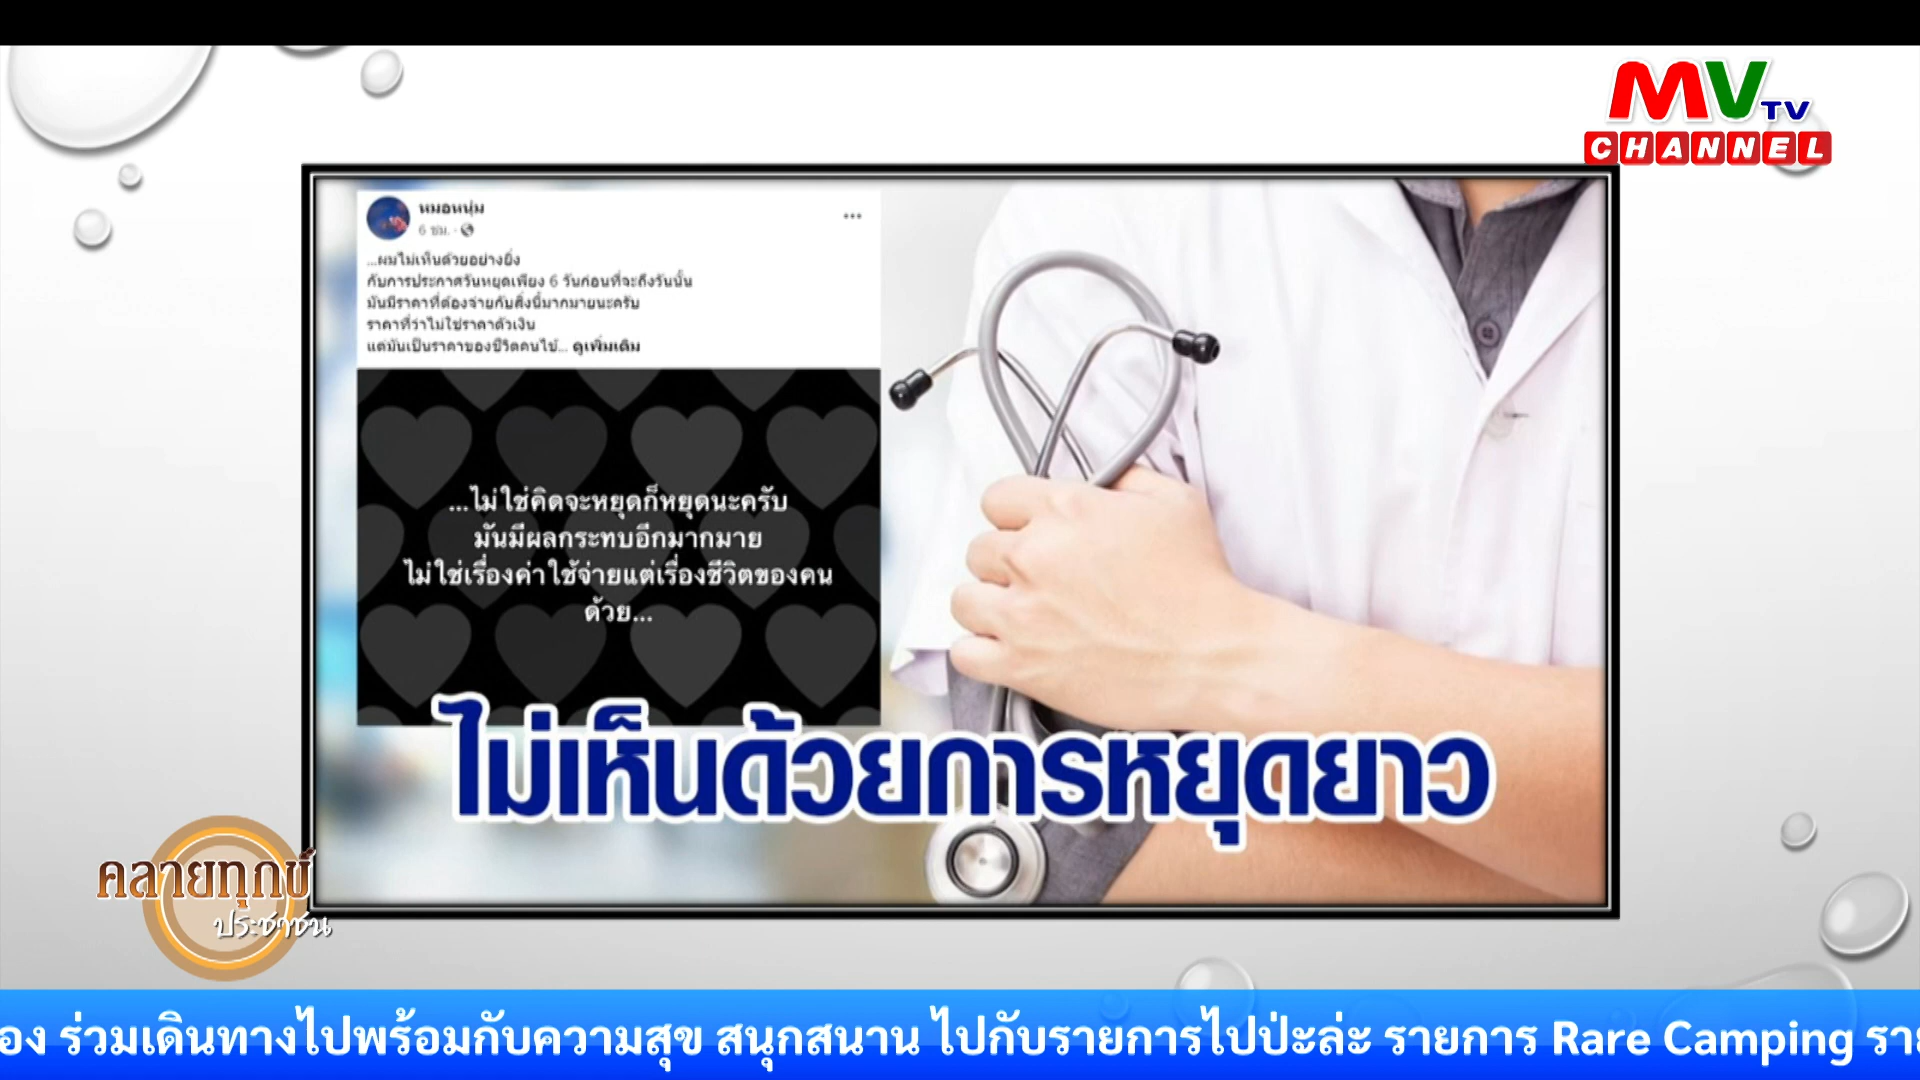 MVTV
CHANNEL
หมอหนุ่ม
6 ชม.
...ผมไม่เห็นด้วยอย่างยิ่ง
กับการประกาศวันหยุดเพียง 6 วันก่อนที่จะถึงวันนั้น
มันมีราคาที่ต้องจ่ายกับสิ่งนี้มากมายนะครับ
ราคาที่ว่าไม่ใช่ราคาตัวเงิน
แต่มันเป็นราคาของชีวิตคนไข้... ดูเพิ่มเติม
...ไม่ใช่คิดจะหยุดก็หยุดนะครับ
มันมีผลกระทบอีกมากมาย
ไม่ใช่เรื่องค่าใช้จ่ายแต่เรื่องชีวิตของคน
ด้วย...
ไม่เห็นด้วยการหยุดยาว
คลายทุกข์
ประชาชน
ร่วมเดินทางไปพร้อมกับความสุข สนุกสนาน ไปกับรายการไปป่ะล่ะ รายการ Rare Camping